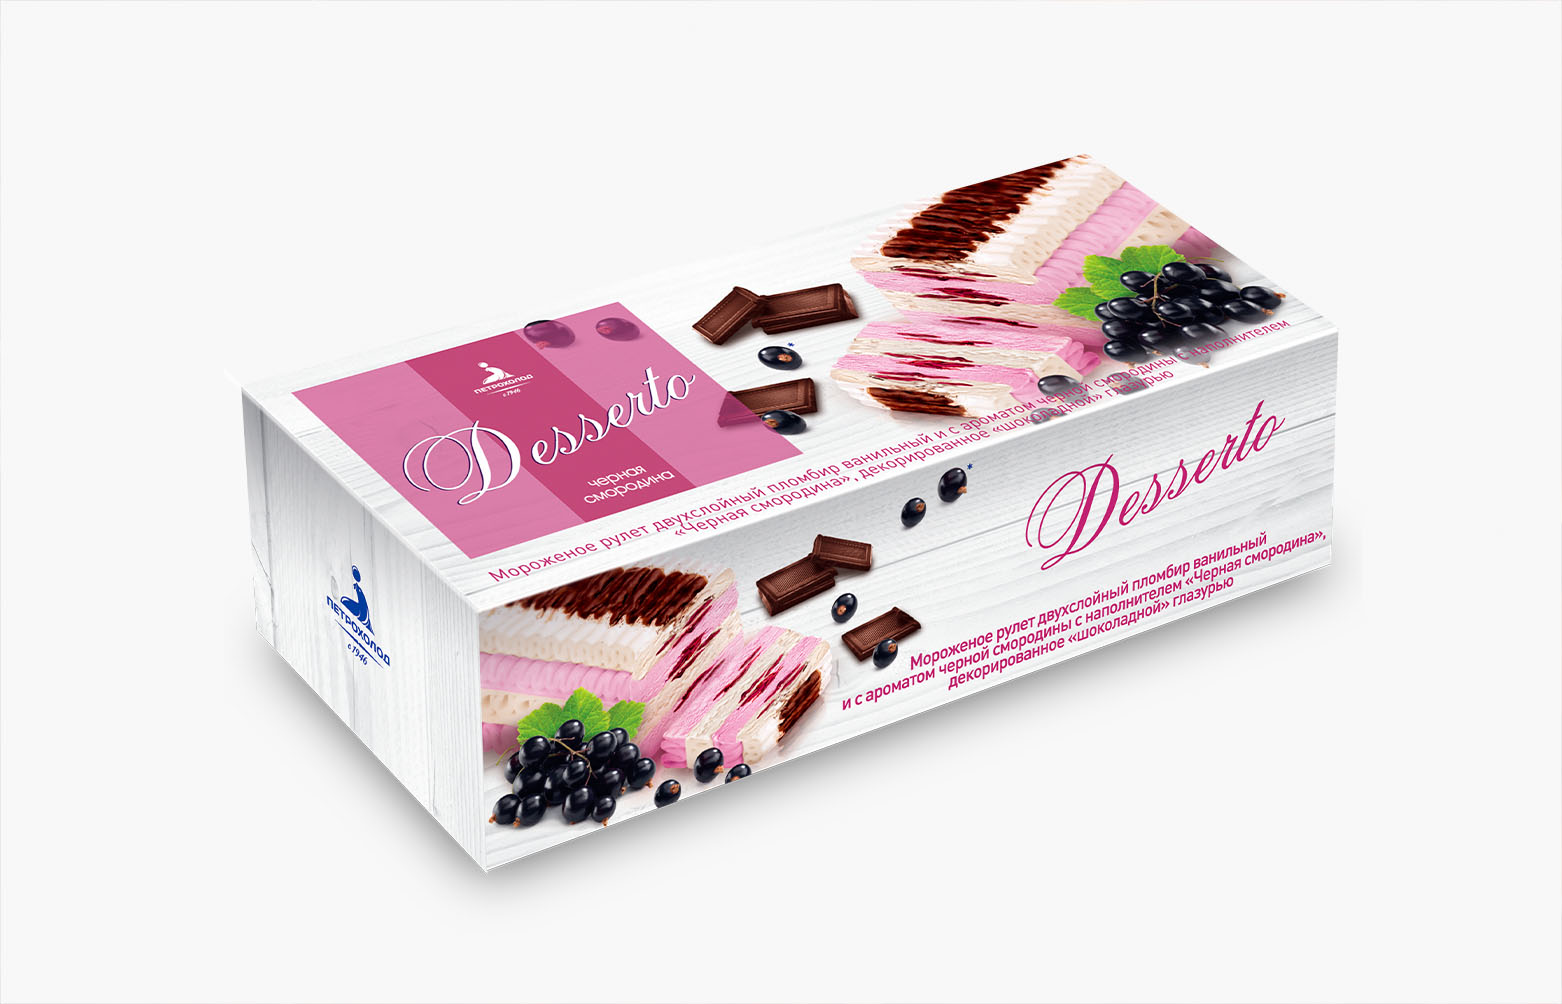 ПЕТРОХОЛОД
с 1946
Desserto
черная
смородина
Мороженое рулет двухслойный пломбир ванильный и с ароматом черной смородины с наполнителем
«Черная смородина», декорированное «шоколадной» глазурью
*
ПЕТРОХОЛОД
с 1946
*
Desserto
Мороженое рулет двухслойный пломбир ванильный
и с ароматом черной смородины с наполнителем «Черная смородина»,
декорированное «шоколадной» глазурью